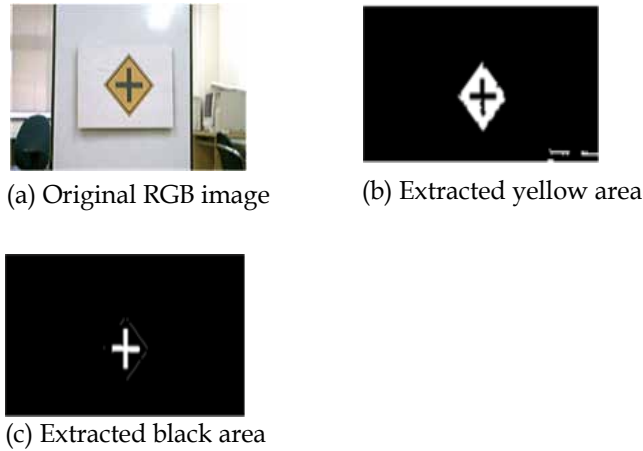 (a) Original RGB image
(b) Extracted yellow area
(c) Extracted black area